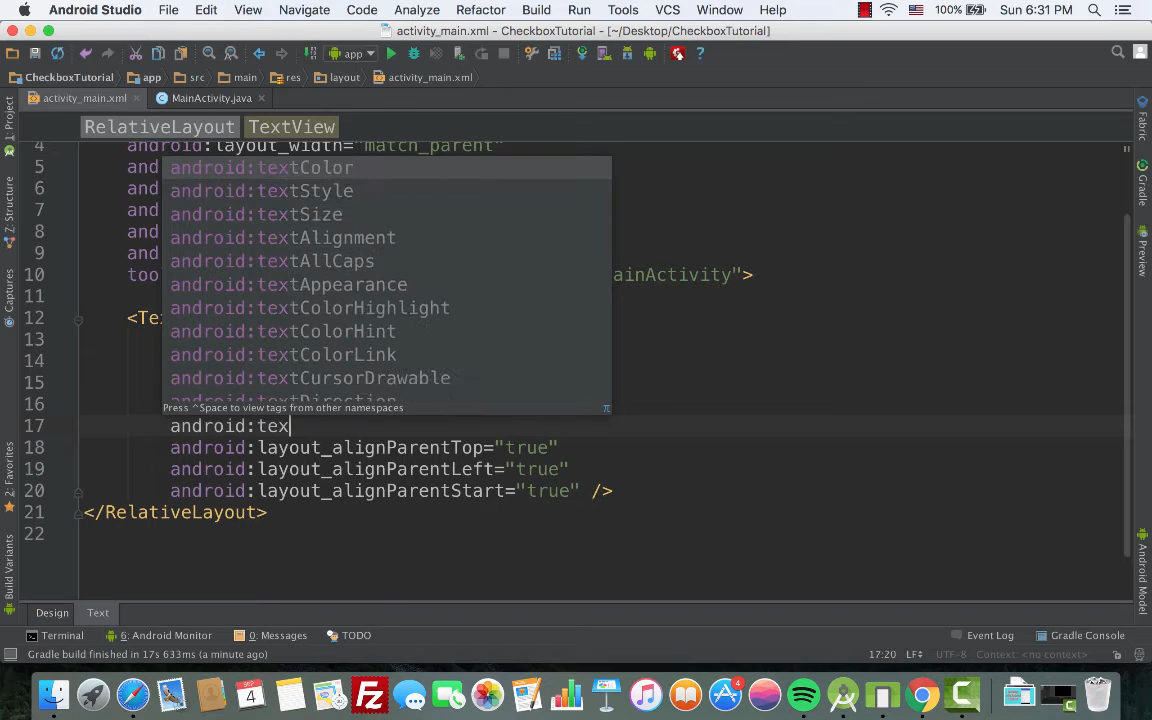 Android Studio File Edit View Navigate Code Analyze Refactor Build Run Tools VCS Window Help 100% Sun 6:31 PM
activity_main.xml - CheckboxTutorial - [~/Desktop/CheckboxTutorial]
app
CheckboxTutorial app src main res layout activity_main.xml
activity_main.xml MainActivity.java
RelativeLayout TextView
4 android:layout_width="match_parent"
5 and
6 and
7 and
8 and
9 and
10 too ainActivity">
11
12 <Te
13
14
15
16
android:textColor
android:textStyle
android:textSize
android:textAlignment
android:textAllCaps
android:textAppearance
android:textColorHighlight
android:textColorHint
android:textColorLink
android:textCursorDrawable
android:textDirection
Press ^Space to view tags from other namespaces π
17 android:tex
18 android:layout_alignParentTop="true"
19 android:layout_alignParentLeft="true"
20 android:layout_alignParentStart="true" />
21 </RelativeLayout>
22
1: Project
7: Structure
Captures
2: Favorites
Build Variants
Fabric
Gradle
Preview
Android Model
Design Text
Terminal 6: Android Monitor 0: Messages TODO Event Log Gradle Console
Gradle build finished in 17s 633ms (a minute ago) 17:20 LF UTF-8 Context: <no context>
SEP
4
Fz
4